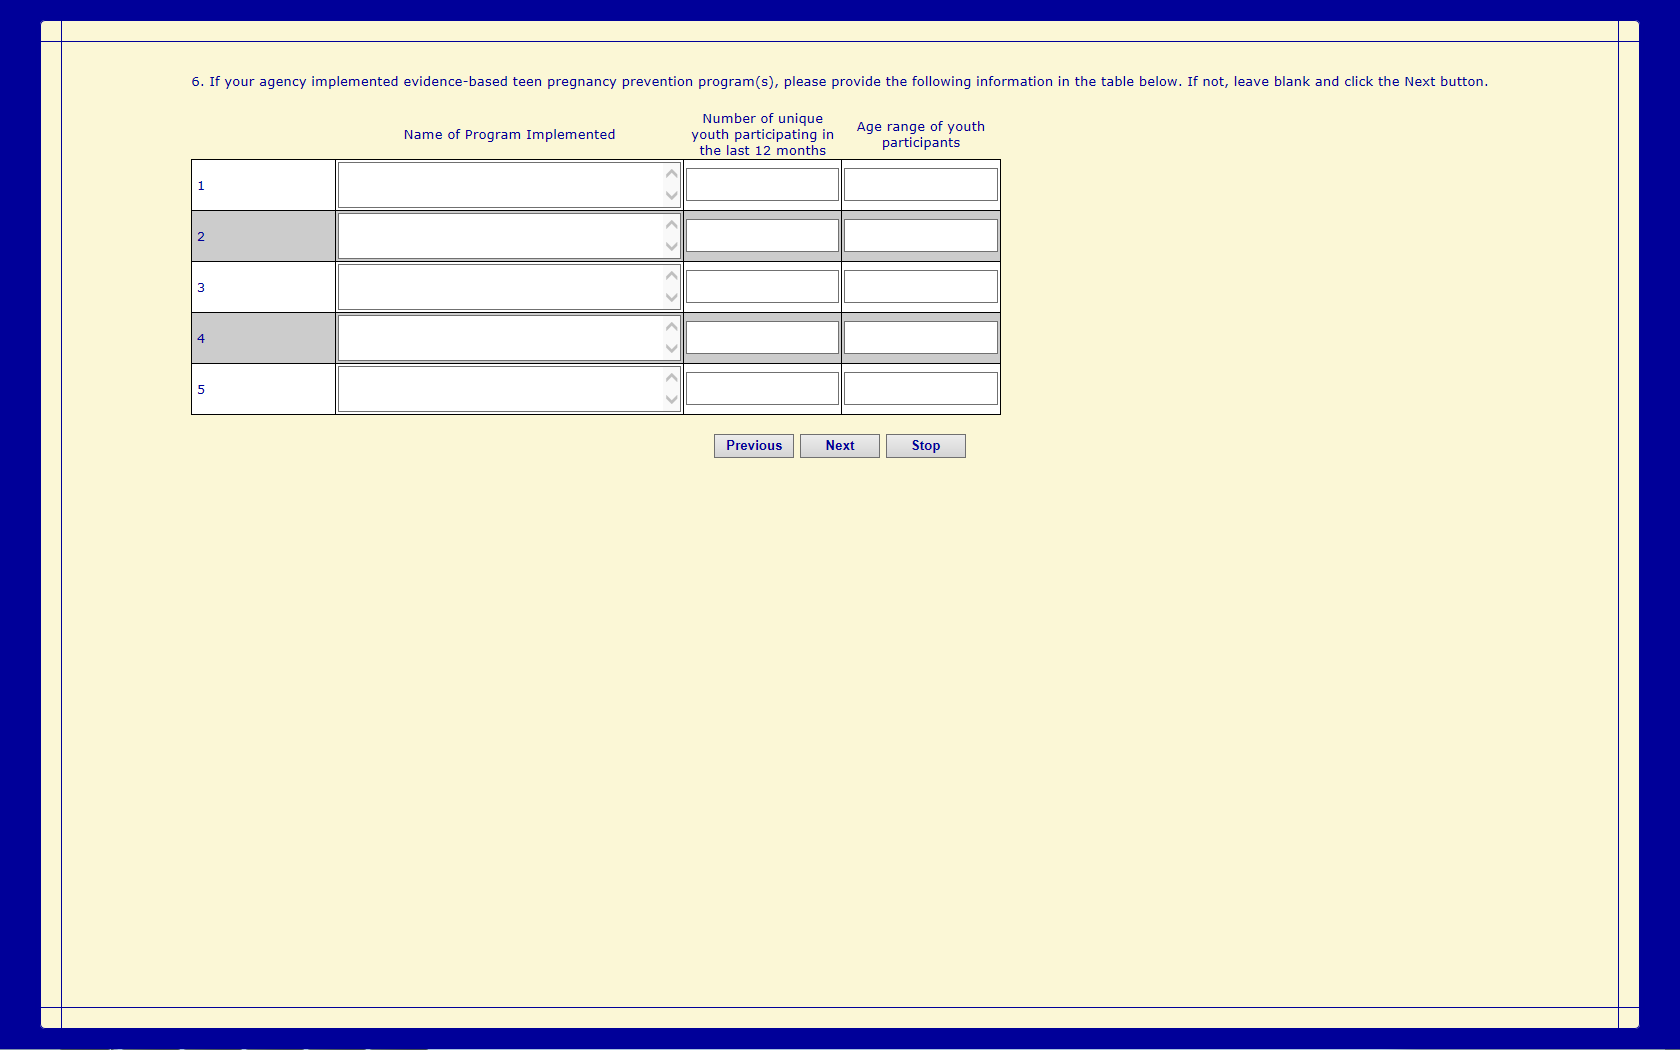 6. If your agency implemented evidence-based teen pregnancy prevention program(s), please provide the following information in the table below. If not, leave blank and click the Next button.
Name of Program Implemented
Number of unique
youth participating in
the last 12 months
Age range of youth
participants
1
2
3
4
5
Previous
Next
Stop